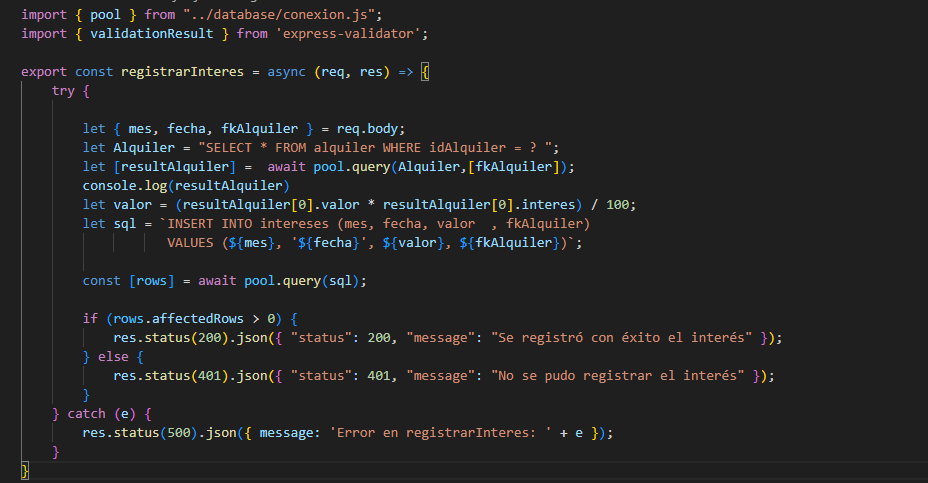 import { pool } from "../database/conexion.js";
import { validationResult } from 'express-validator';
export const registrarInteres = async (req, res) => {
try {
let { mes, fecha, fkAlquiler } = req.body;
let Alquiler = "SELECT * FROM alquiler WHERE idAlquiler = ? ";
let [resultAlquiler] =  await pool.query(Alquiler,[fkAlquiler]);
console.log(resultAlquiler)
let valor = (resultAlquiler[0].valor * resultAlquiler[0].interes) / 100;
let sql = `INSERT INTO intereses (mes, fecha, valor  , fkAlquiler)
VALUES (${mes}, '${fecha}', ${valor}, ${fkAlquiler})`;
const [rows] = await pool.query(sql);
if (rows.affectedRows > 0) {
res.status(200).json({ "status": 200, "message": "Se registró con éxito el interés" });
} else {
res.status(401).json({ "status": 401, "message": "No se pudo registrar el interés" });
}
} catch (e) {
res.status(500).json({ message: 'Error en registrarInteres: ' + e });
}
}